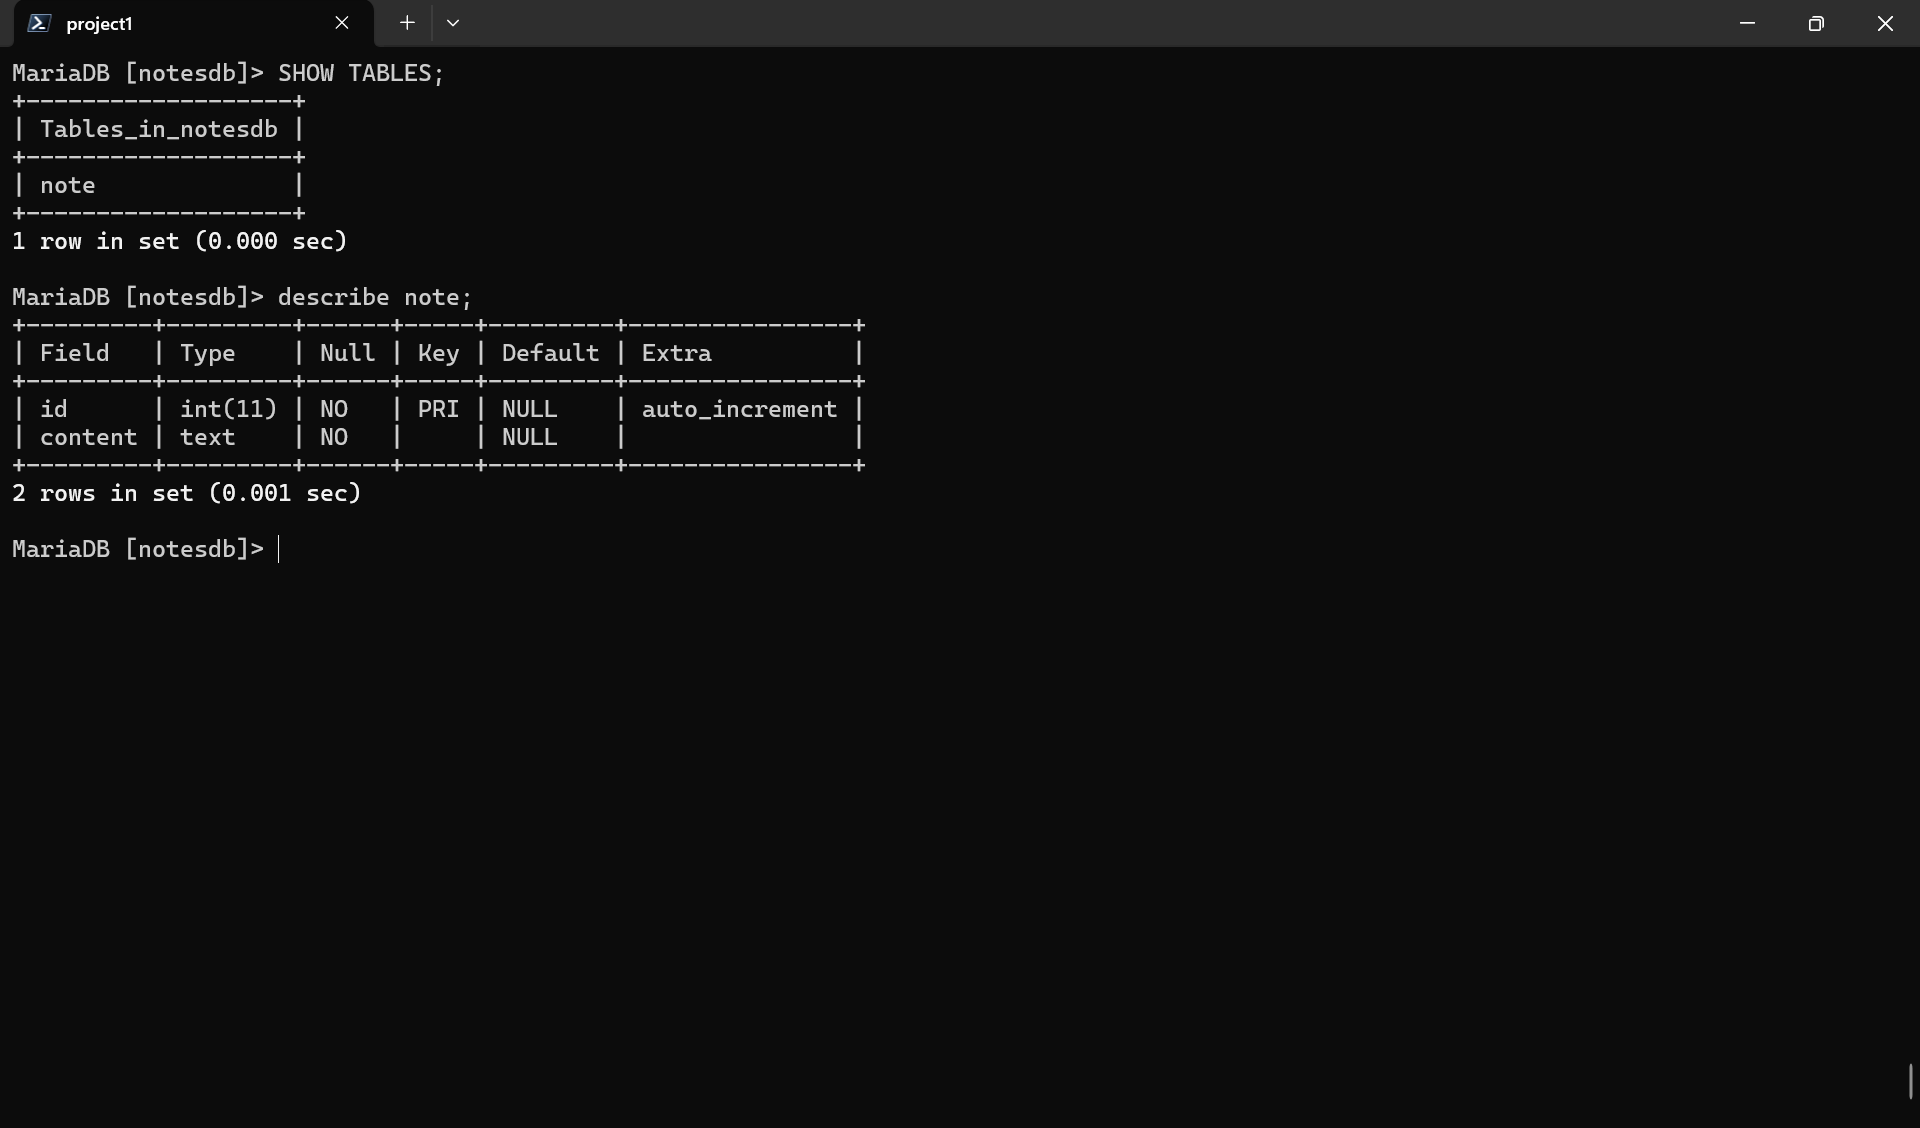 project1
MariaDB [notesdb]> SHOW TABLES;
+-------------------+
| Tables_in_notesdb |
+-------------------+
| note              |
+-------------------+
1 row in set (0.000 sec)

MariaDB [notesdb]> describe note;
+---------+---------+------+-----+---------+----------------+
| Field   | Type    | Null | Key | Default | Extra          |
+---------+---------+------+-----+---------+----------------+
| id      | int(11) | NO   | PRI | NULL    | auto_increment |
| content | text    | NO   |     | NULL    |                |
+---------+---------+------+-----+---------+----------------+
2 rows in set (0.001 sec)

MariaDB [notesdb]>